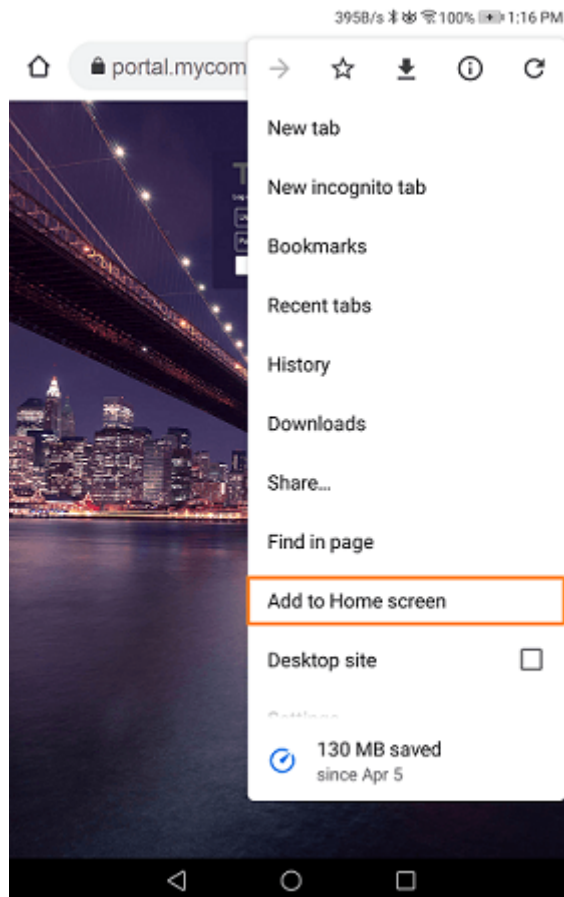 395B/s 100% 1:16 PM
portal.mycom
New tab
New incognito tab
Bookmarks
Recent tabs
History
Downloads
Share...
Find in page
Add to Home screen
Desktop site
Settings
130 MB saved
since Apr 5